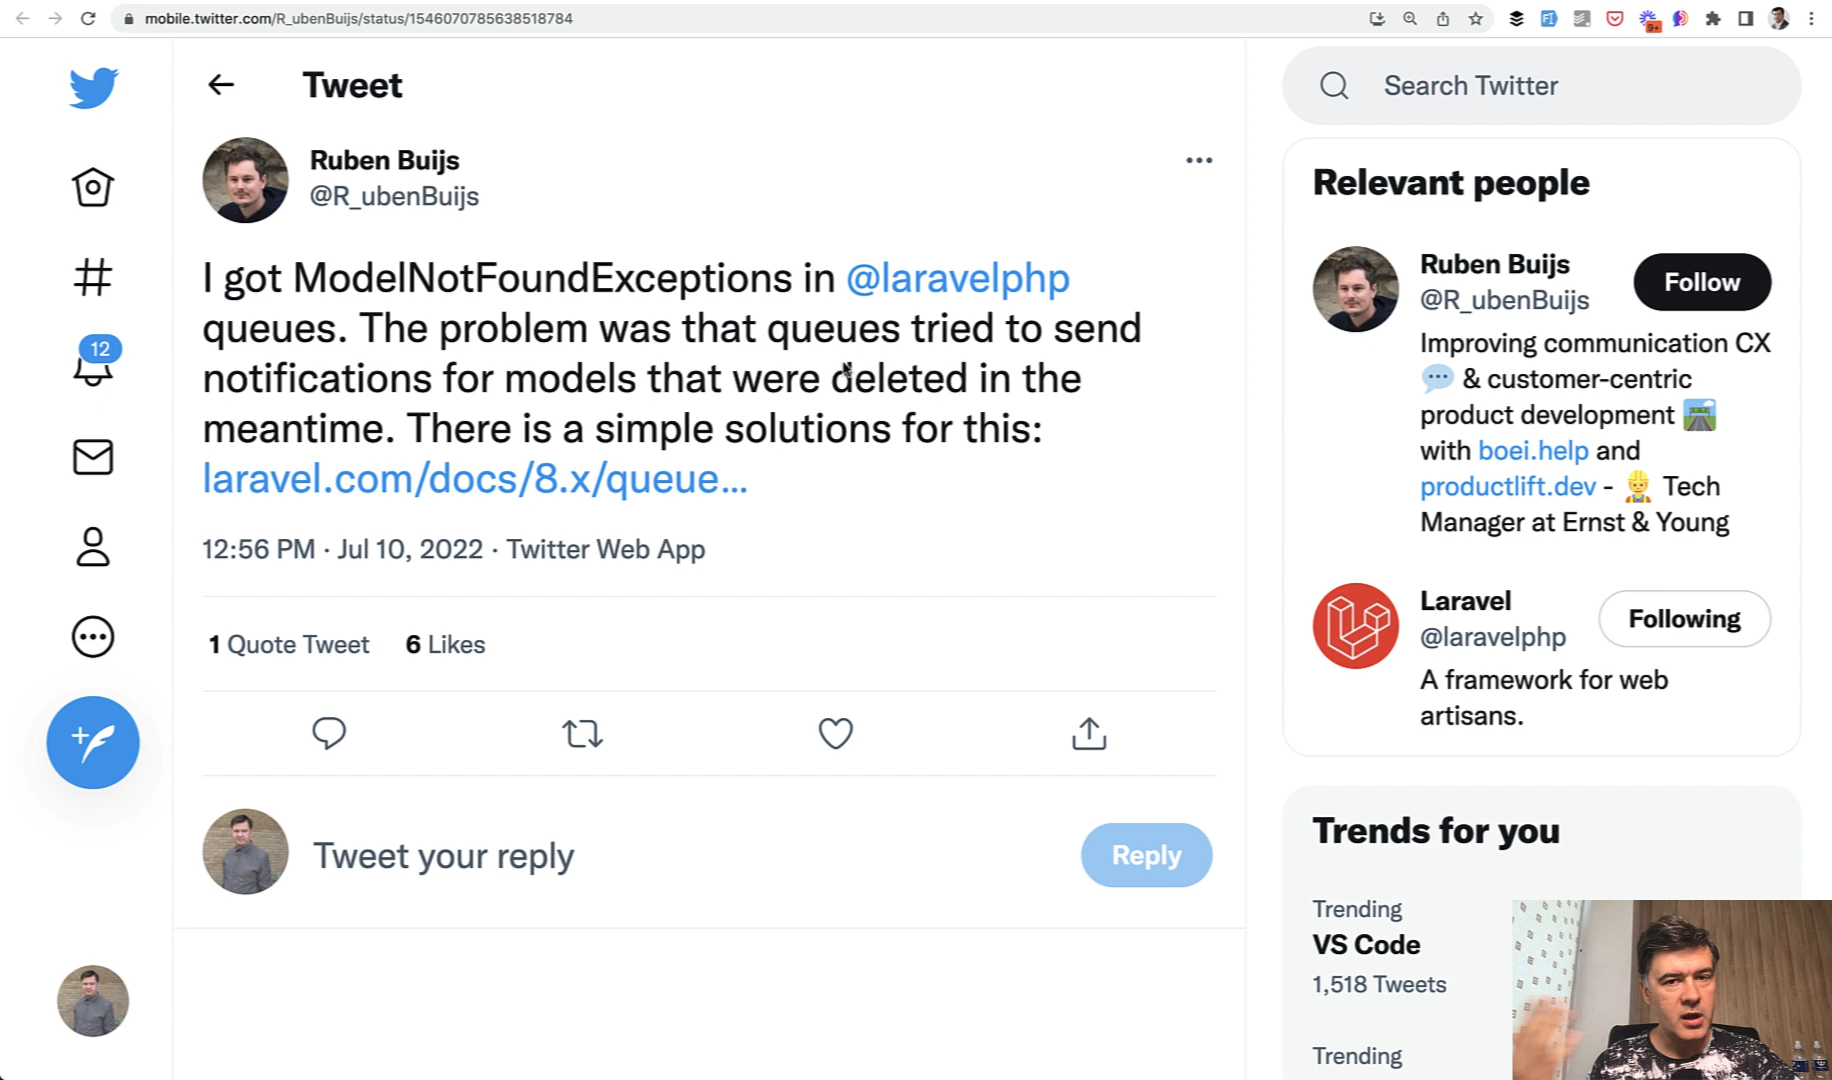 mobile.twitter.com/R_ubenBuijs/status/1546070785638518784
9+
Tweet
Ruben Buijs
@R_ubenBuijs
I got ModelNotFoundExceptions in @laravelphp
queues. The problem was that queues tried to send
notifications for models that were deleted in the
meantime. There is a simple solutions for this:
laravel.com/docs/8.x/queue...
12:56 PM · Jul 10, 2022 · Twitter Web App
1 Quote Tweet 6 Likes
Tweet your reply
Reply
12
Search Twitter
Relevant people
Ruben Buijs
@R_ubenBuijs
Follow
Improving communication CX
💬 & customer-centric
product development 🛤️
with boei.help and
productlift.dev - 👷 Tech
Manager at Ernst & Young
Laravel
@laravelphp
Following
A framework for web
artisans.
Trends for you
Trending
VS Code
1,518 Tweets
Trending